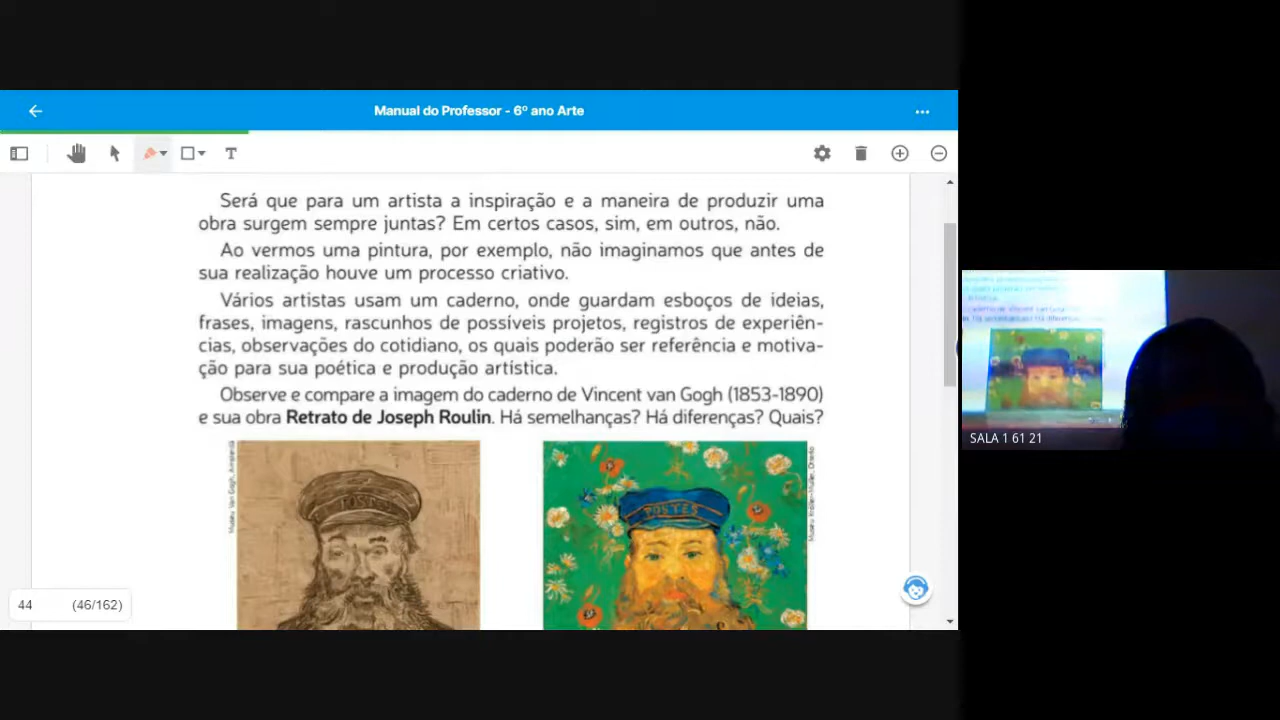 Manual do Professor - 6º ano Arte
Será que para um artista a inspiração e a maneira de produzir uma
obra surgem sempre juntas? Em certos casos, sim, em outros, não.
Ao vermos uma pintura, por exemplo, não imaginamos que antes de
sua realização houve um processo criativo.
Vários artistas usam um caderno, onde guardam esboços de ideias,
frases, imagens, rascunhos de possíveis projetos, registros de experiên-
cias, observações do cotidiano, os quais poderão ser referência e motiva-
ção para sua poética e produção artística.
Observe e compare a imagem do caderno de Vincent van Gogh (1853-1890)
e sua obra Retrato de Joseph Roulin. Há semelhanças? Há diferenças? Quais?
Museu Van Gogh, Amsterdã
POSTES
POSTES
44 (46/162)
SALA 1 61 21